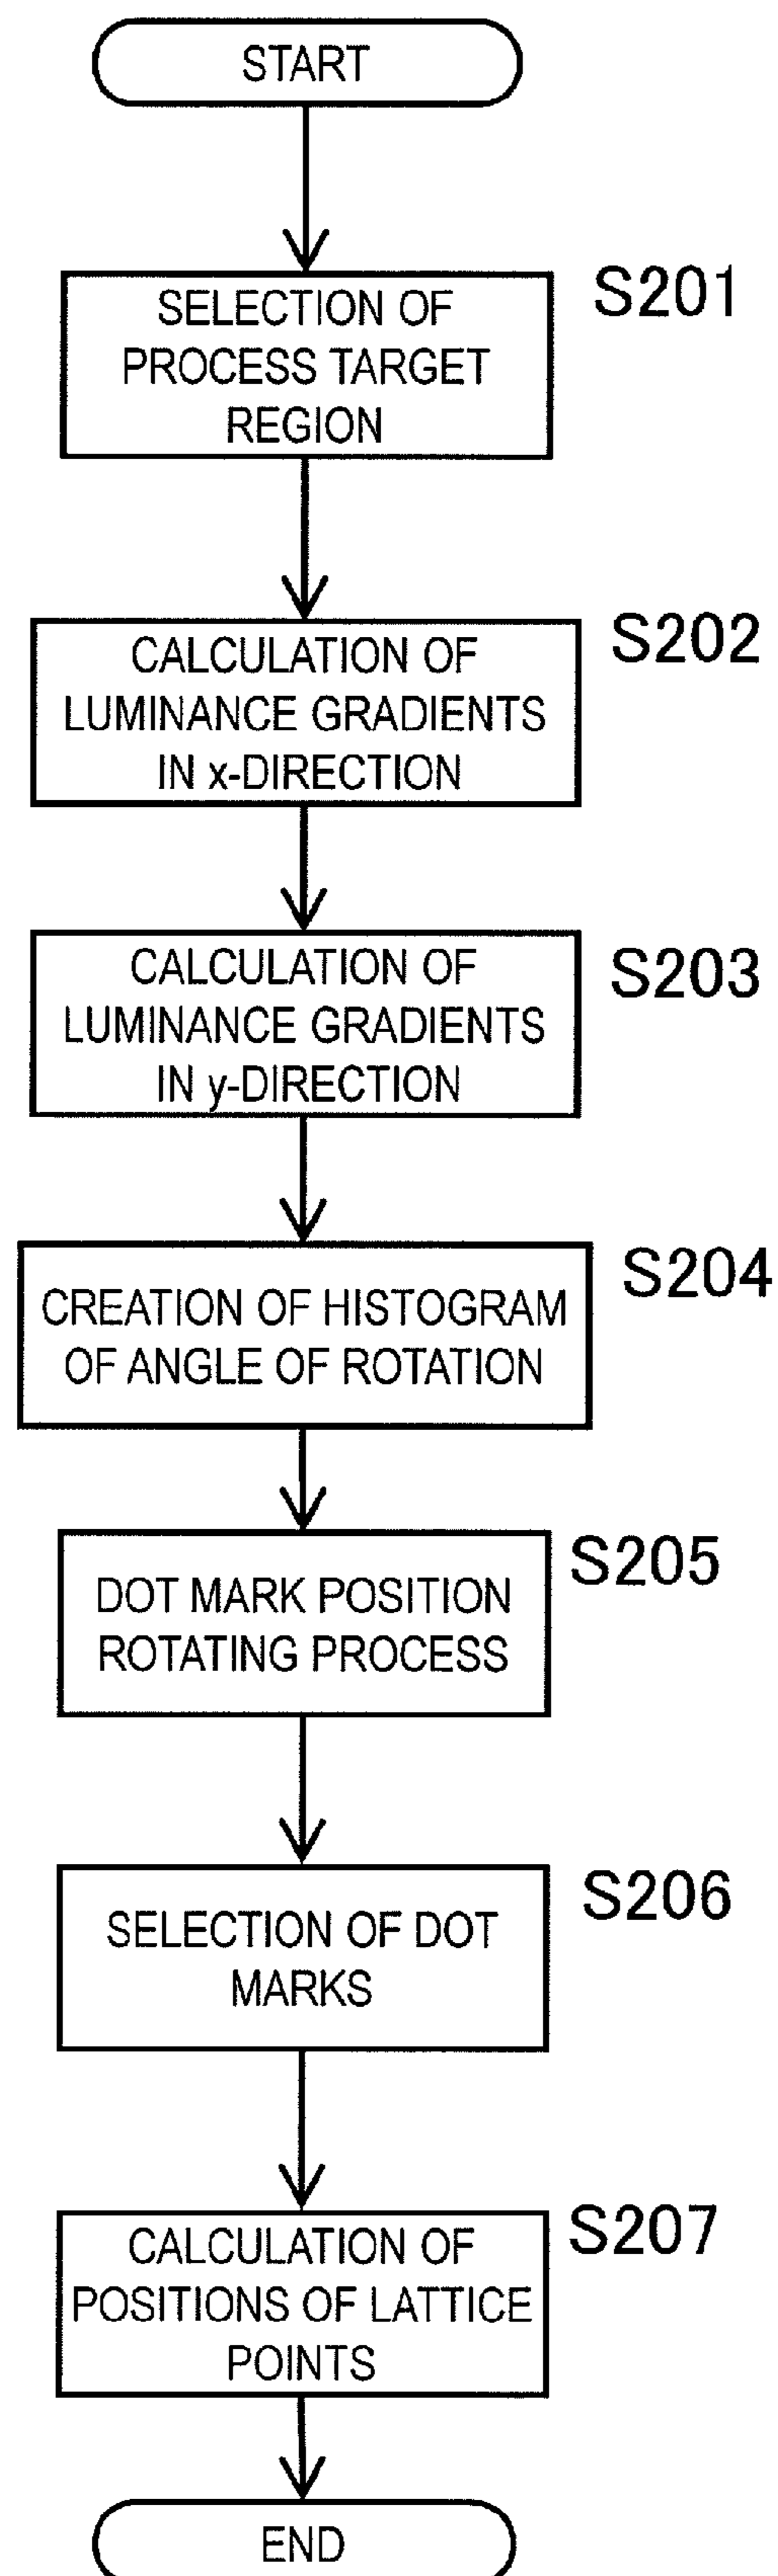 START
S201
SELECTION OF
PROCESS TARGET
REGION
S202
CALCULATION OF
LUMINANCE GRADIENTS
IN x-DIRECTION
S203
CALCULATION OF
LUMINANCE GRADIENTS
IN y-DIRECTION
S204
CREATION OF HISTOGRAM
OF ANGLE OF ROTATION
S205
DOT MARK POSITION
ROTATING PROCESS
S206
SELECTION OF DOT
MARKS
S207
CALCULATION OF
POSITIONS OF LATTICE
POINTS
END